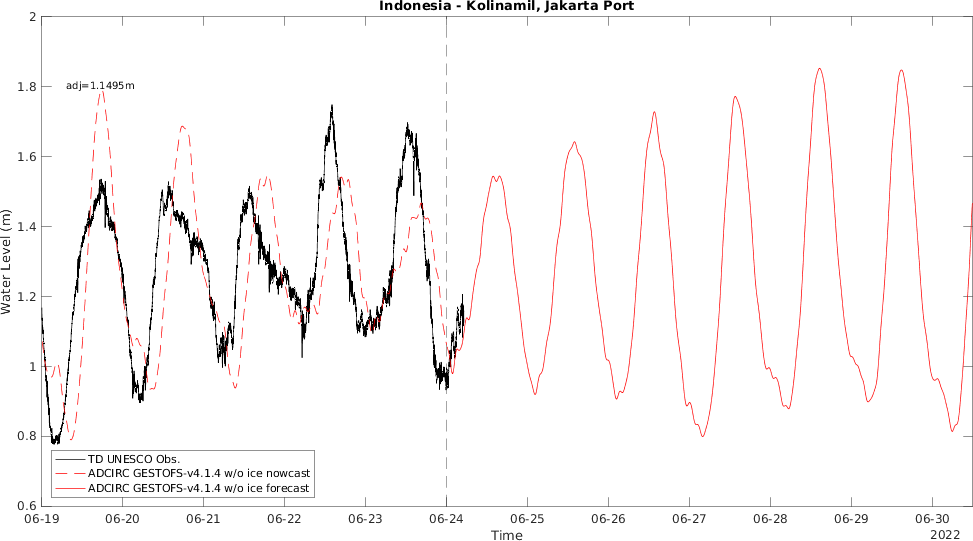 Indonesia - Kolinamil, Jakarta Port
2
1.8
1.6
1.4
1.2
1
0.8
0.6
Water Level (m)
adj=1.1495m
TD UNESCO Obs.
ADCIRC GESTOFS-v4.1.4 w/o ice nowcast
ADCIRC GESTOFS-v4.1.4 w/o ice forecast
06-19 06-20 06-21 06-22 06-23 06-24 06-25 06-26 06-27 06-28 06-29 06-30
Time
2022